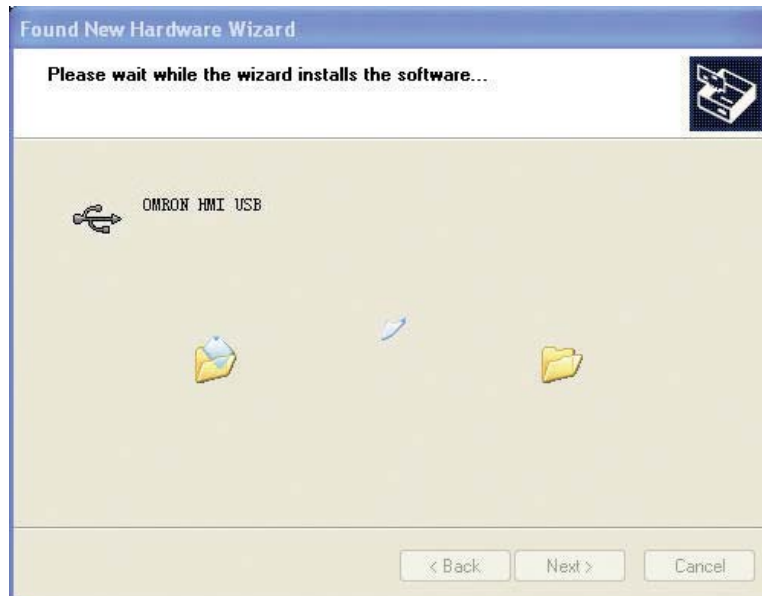 Found New Hardware Wizard
Please wait while the wizard installs the software...
OMRON HMI USB
< Back
Next >
Cancel